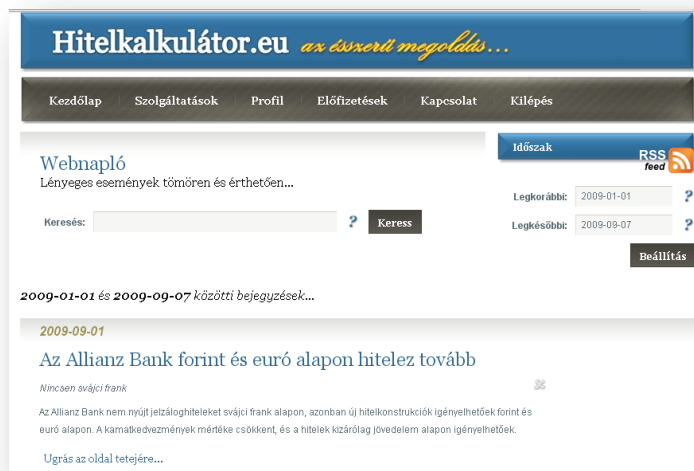 Hitelkalkulátor.eu az ésszerű megoldás...
Kezdőlap Szolgáltatások Profil Előfizetések Kapcsolat Kilépés
Webnapló
Lényeges események tömören és érthetően...
Keresés: ? Keress
Időszak
RSS feed
Legkorábbi: 2009-01-01 ?
Legkésőbbi: 2009-09-07 ?
Beállítás
2009-01-01 és 2009-09-07 közötti bejegyzések...
2009-09-01
Az Allianz Bank forint és euró alapon hitelez tovább
Nincsen svájci frank
Az Allianz Bank nem nyújt jelzáloghiteleket svájci frank alapon, azonban új hitelkonstrukciók igényelhetőek forint és
euró alapon. A kamatkedvezmények mértéke csökkent, és a hitelek kizárólag jövedelem alapon igényelhetőek.
Ugrás az oldal tetejére...